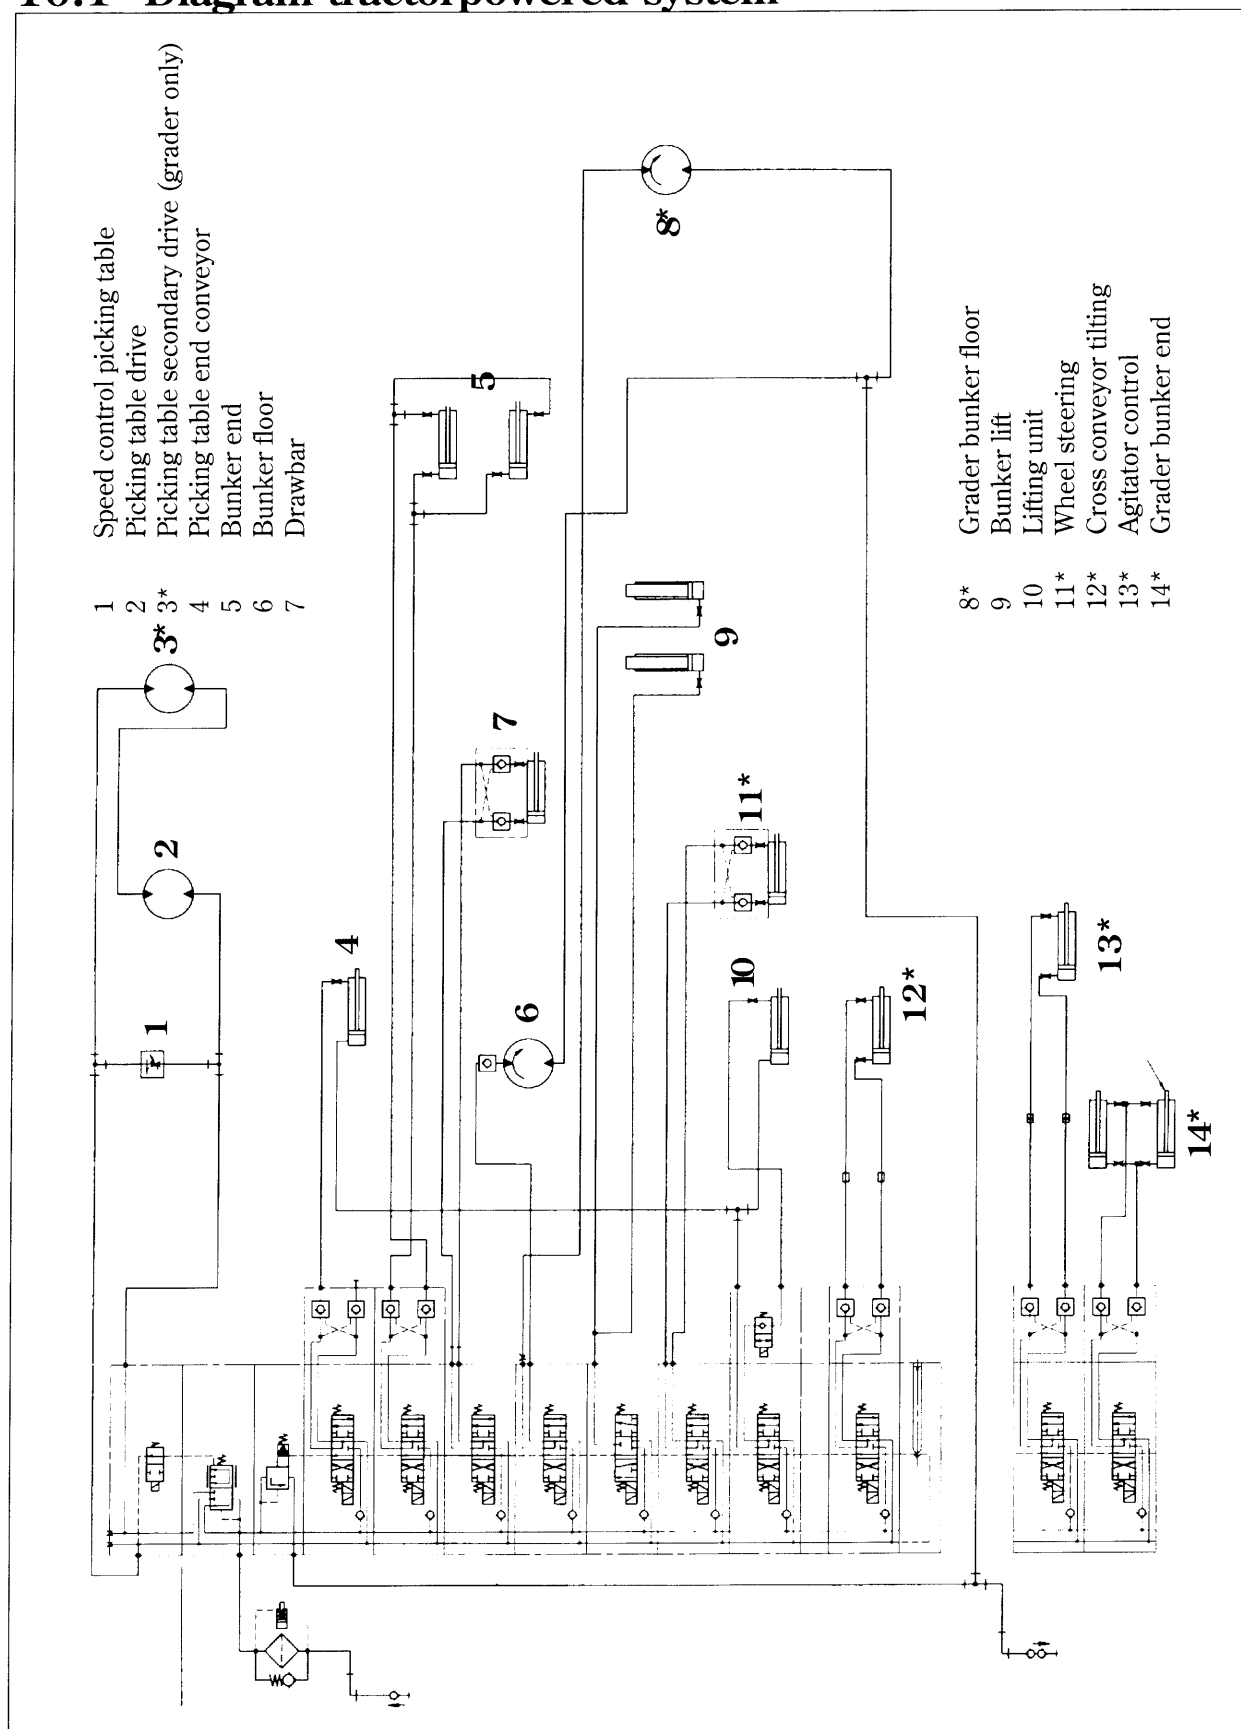 10.1 Diagram tractorpowered system
1 Speed control picking table
2 Picking table drive
3* Picking table secondary drive (grader only)
4 Picking table end conveyor
5 Bunker end
6 Bunker floor
7 Drawbar
8* Grader bunker floor
9 Bunker lift
10 Lifting unit
11* Wheel steering
12* Cross conveyor tilting
13* Agitator control
14* Grader bunker end
1
2
3*
4
5
6
7
8*
9
10
11*
12*
13*
14*